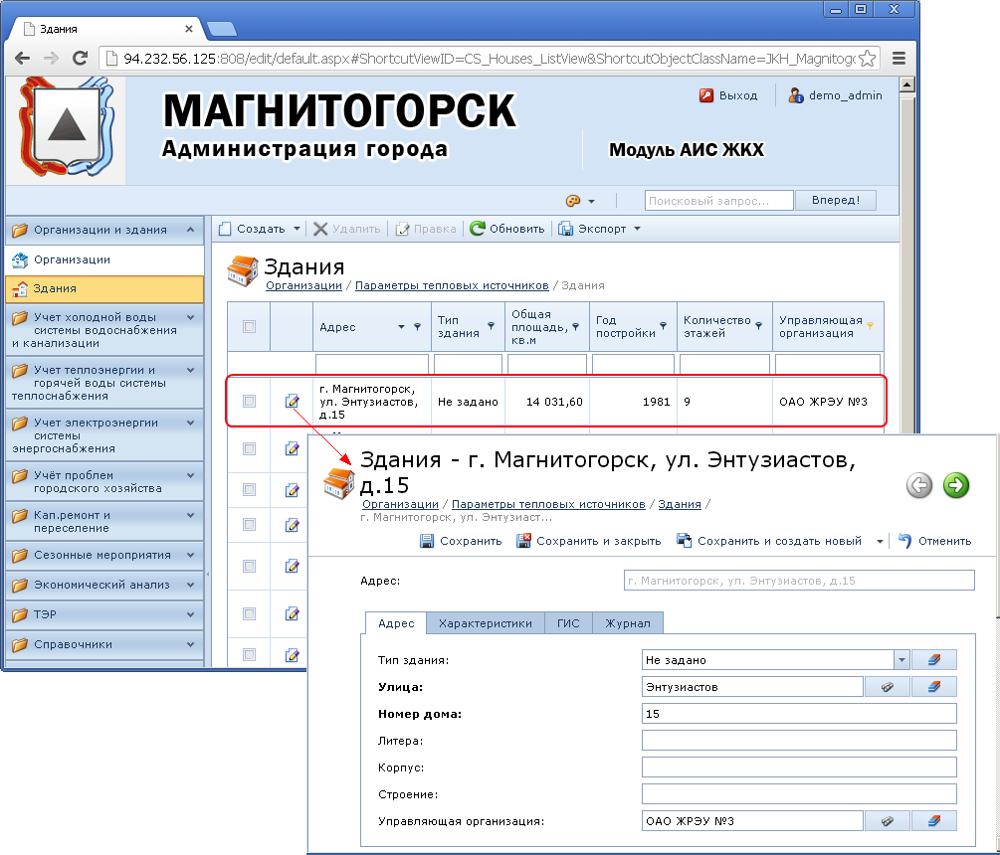 Здания
94.232.56.125:808/edit/default.aspx#ShortcutViewID=CS_Houses_ListView&ShortcutObjectClassName=JKH_Magnitogo
МАГНИТОГОРСК
Администрация города
Модуль АИС ЖКХ
Выход
demo_admin
Поисковый запрос...
Вперед!
Организации и здания
Организации
Здания
Учет холодной воды
системы водоснабжения
и канализации
Учет теплоэнергии и
горячей воды системы
теплоснабжения
Учет электроэнергии
системы
энергоснабжения
Учёт проблем
городского хозяйства
Кап.ремонт и
переселение
Сезонные мероприятия
Экономический анализ
ТЭР
Справочники
Создать
Удалить
Правка
Обновить
Экспорт
Здания
Организации / Параметры тепловых источников / Здания
Адрес
Тип
здания
Общая
площадь,
кв.м
Год
постройки
Количество
этажей
Управляющая
организация
г. Магнитогорск,
ул. Энтузиастов,
д.15
Не задано
14 031,60
1981
9
ОАО ЖРЭУ №3
Здания - г. Магнитогорск, ул. Энтузиастов,
д.15
Организации / Параметры тепловых источников / Здания /
г. Магнитогорск, ул. Энтузиаст...
Сохранить
Сохранить и закрыть
Сохранить и создать новый
Отменить
Адрес:
г. Магнитогорск, ул. Энтузиастов, д.15
Адрес
Характеристики
ГИС
Журнал
Тип здания:
Не задано
Улица:
Энтузиастов
Номер дома:
15
Литера:
Корпус:
Строение:
Управляющая организация:
ОАО ЖРЭУ №3